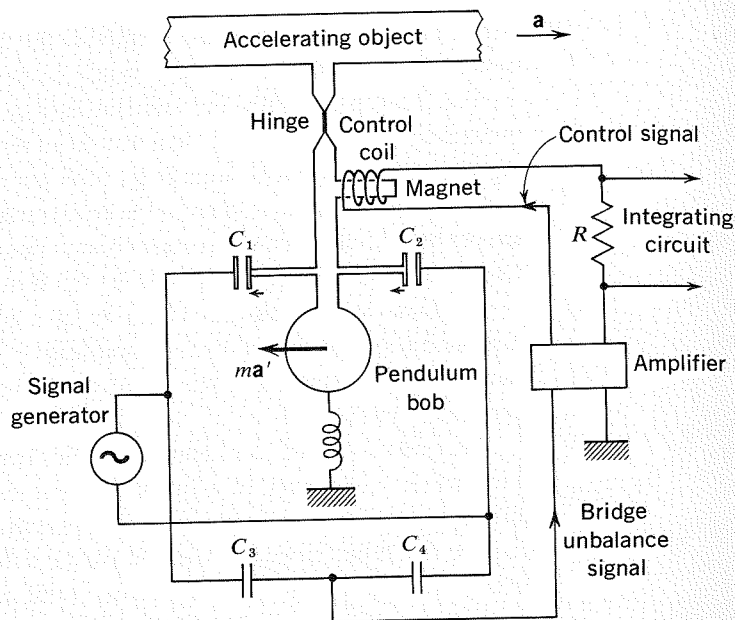 Accelerating object
a
Hinge
Control
coil
Control signal
Magnet
C₁
C₂
R
Integrating
circuit
ma′
Pendulum
bob
Amplifier
Signal
generator
Bridge
unbalance
signal
C₃
C₄